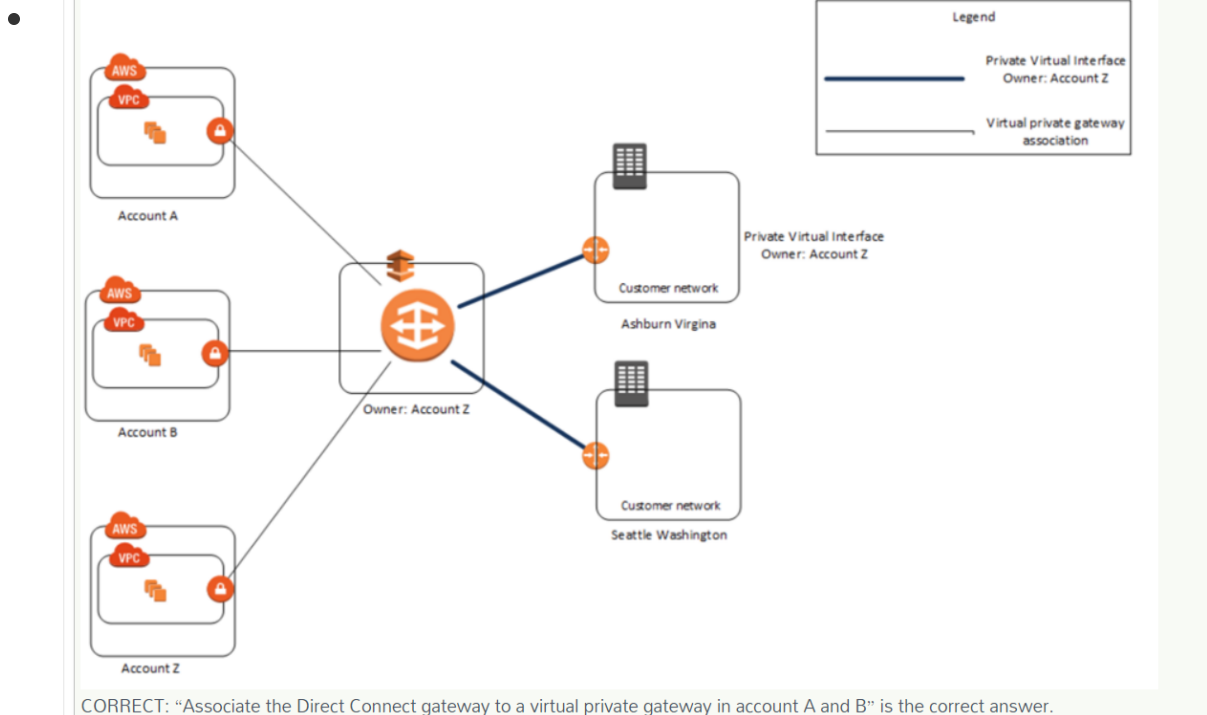 Legend
Private Virtual Interface
Owner: Account Z
Virtual private gateway
association
AWS
VPC
Account A
AWS
VPC
Account B
AWS
VPC
Account Z
Owner: Account Z
Customer network
Ashburn Virgina
Private Virtual Interface
Owner: Account Z
Customer network
Seattle Washington
CORRECT: “Associate the Direct Connect gateway to a virtual private gateway in account A and B” is the correct answer.